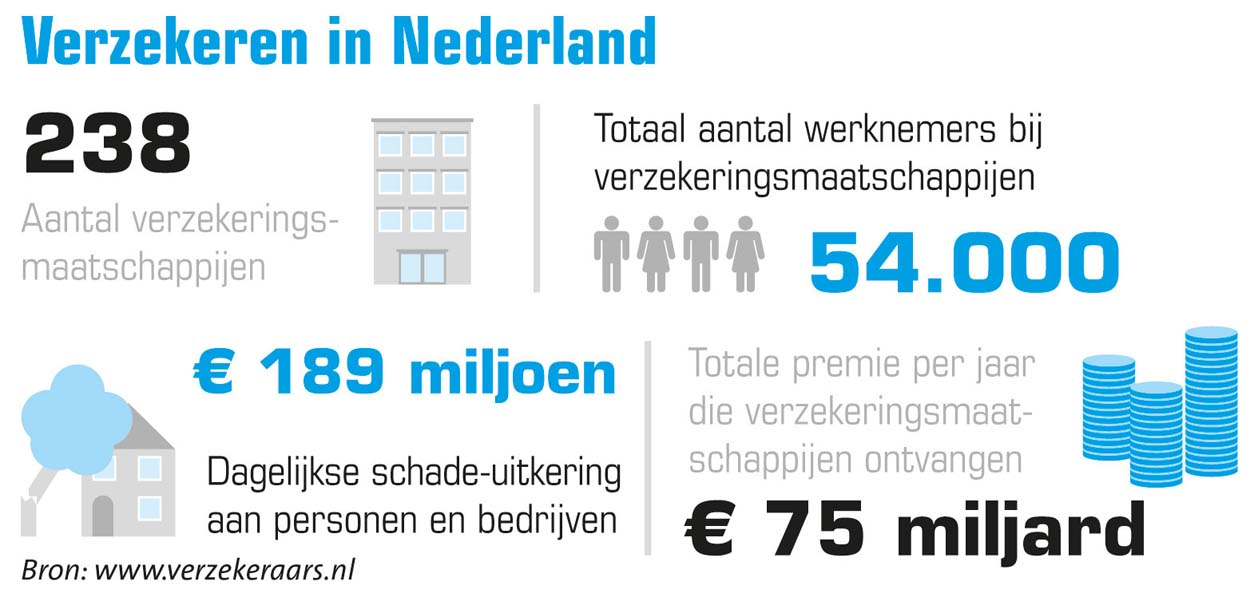 Verzekeren in Nederland
238
Aantal verzekerings-
maatschappijen
Totaal aantal werknemers bij
verzekeringsmaatschappijen
54.000
€ 189 miljoen
Dagelijkse schade-uitkering
aan personen en bedrijven
Totale premie per jaar
die verzekeringsmaat-
schappijen ontvangen
€ 75 miljard
Bron: www.verzekeraars.nl